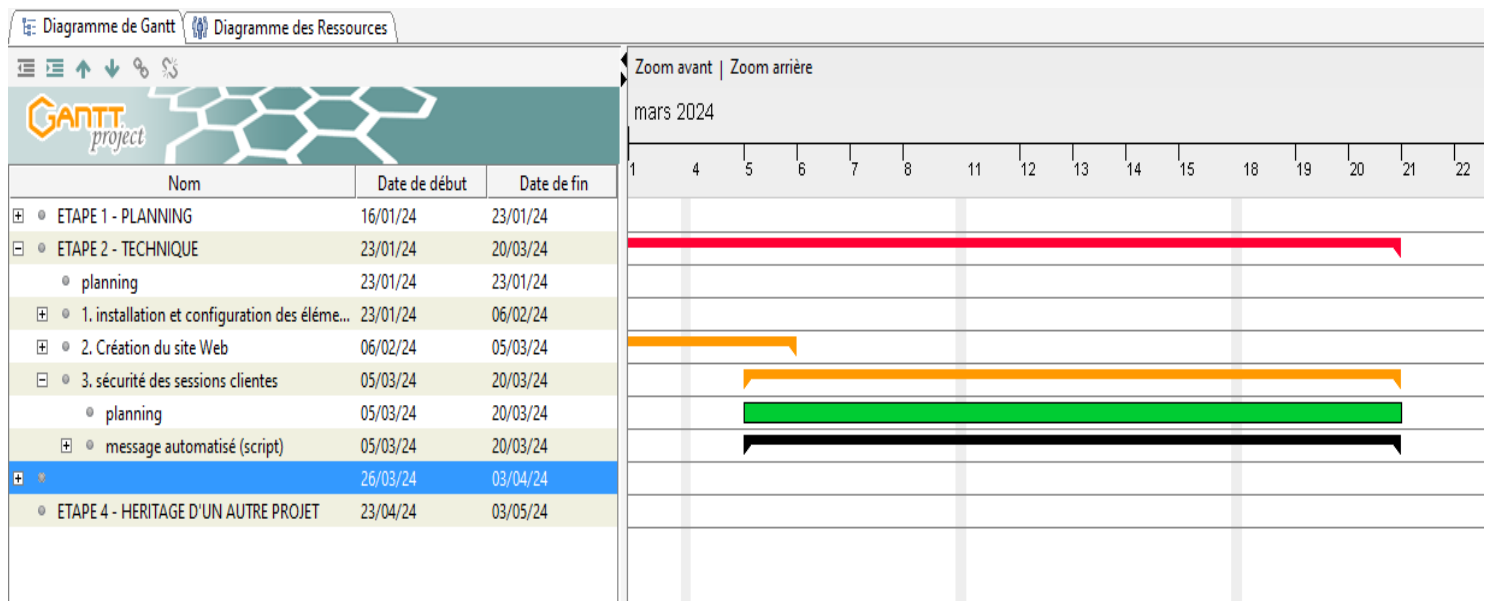 Diagramme de Gantt Diagramme des Ressources
Zoom avant | Zoom arrière
GANTT project
mars 2024
1 4 5 6 7 8 11 12 13 14 15 18 19 20 21 22
Nom Date de début Date de fin
ETAPE 1 - PLANNING 16/01/24 23/01/24
ETAPE 2 - TECHNIQUE 23/01/24 20/03/24
planning 23/01/24 23/01/24
1. installation et configuration des éléme... 23/01/24 06/02/24
2. Création du site Web 06/02/24 05/03/24
3. sécurité des sessions clientes 05/03/24 20/03/24
planning 05/03/24 20/03/24
message automatisé (script) 05/03/24 20/03/24
26/03/24 03/04/24
ETAPE 4 - HERITAGE D'UN AUTRE PROJET 23/04/24 03/05/24